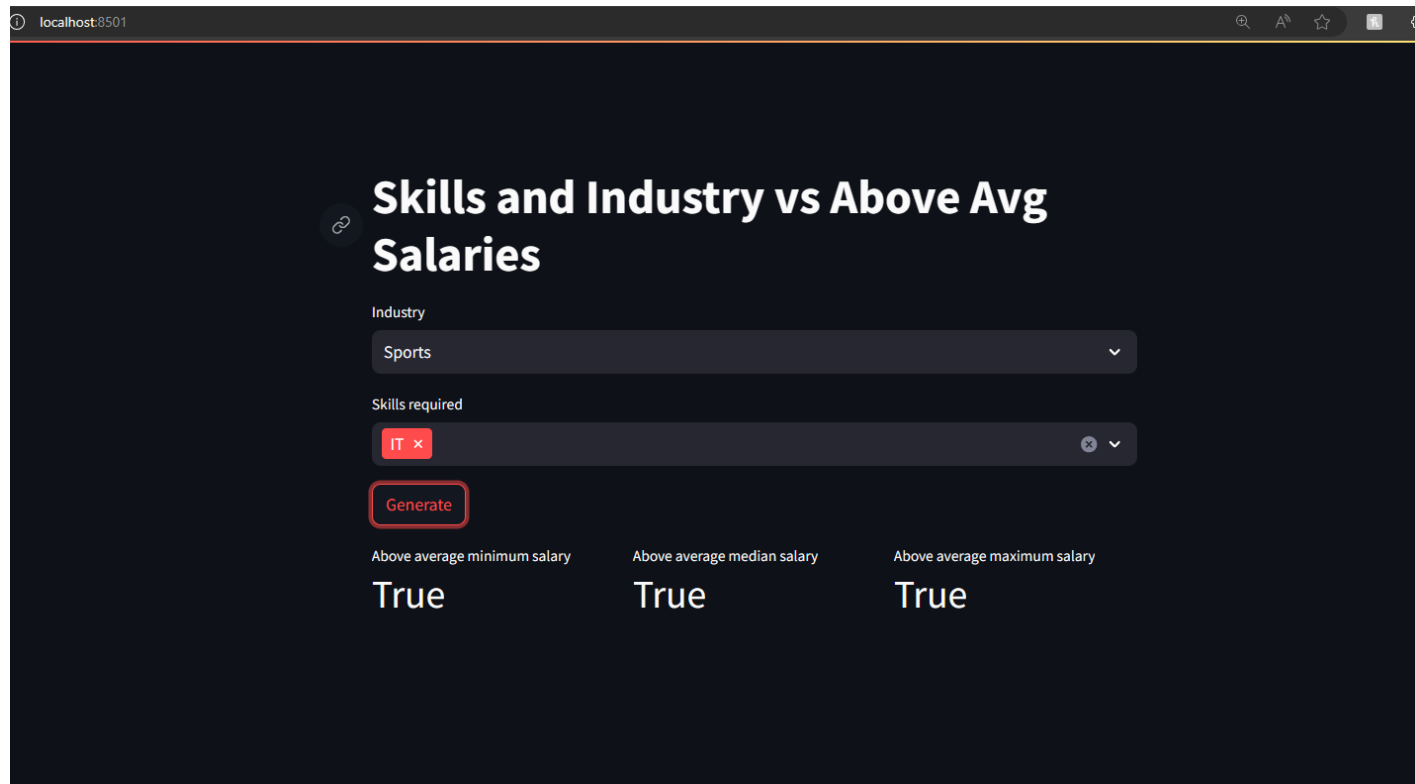 localhost:8501
Skills and Industry vs Above Avg
Salaries
Industry
Sports
Skills required
IT
Generate
Above average minimum salary Above average median salary Above average maximum salary
True True True